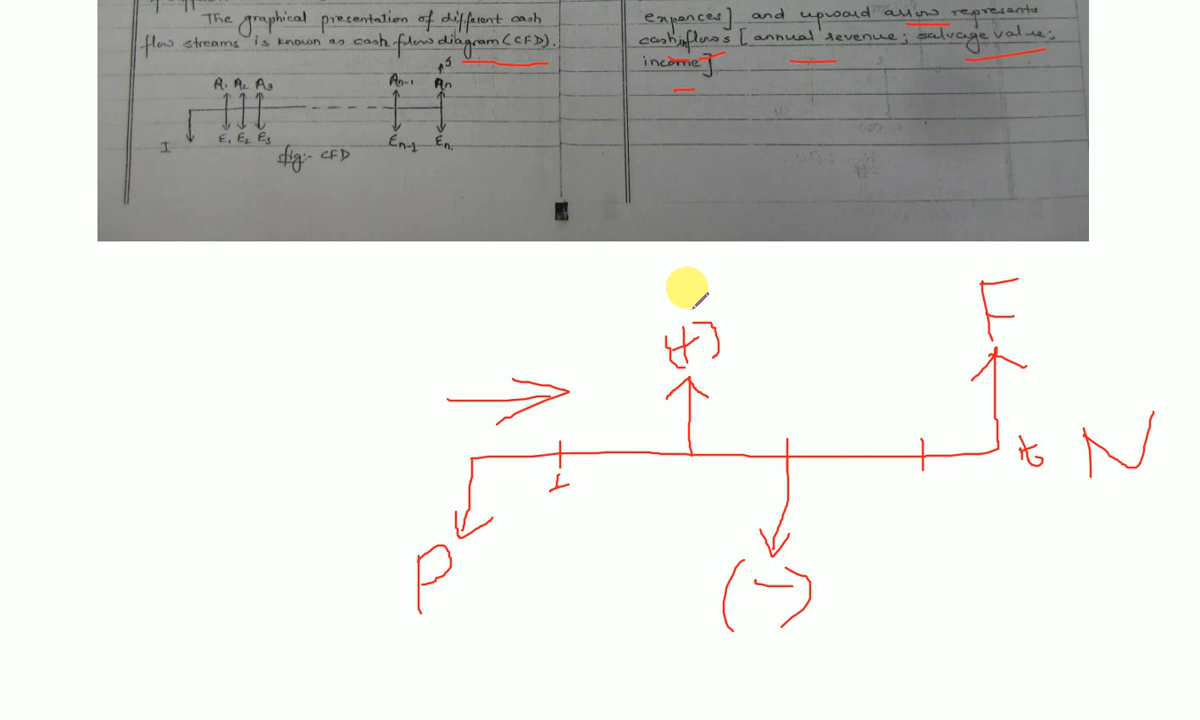 The graphical presentation of different cash
flow streams is known as cash flow diagram (CFD).
S
A1 A2 A3 An-1 An
I E1 E2 E3 En-1 En.
fig:- CFD
expances] and upward arrow represents
cash inflows [annual revenue; salvage value;
income]
F
(+)
t N
I
P
(-)